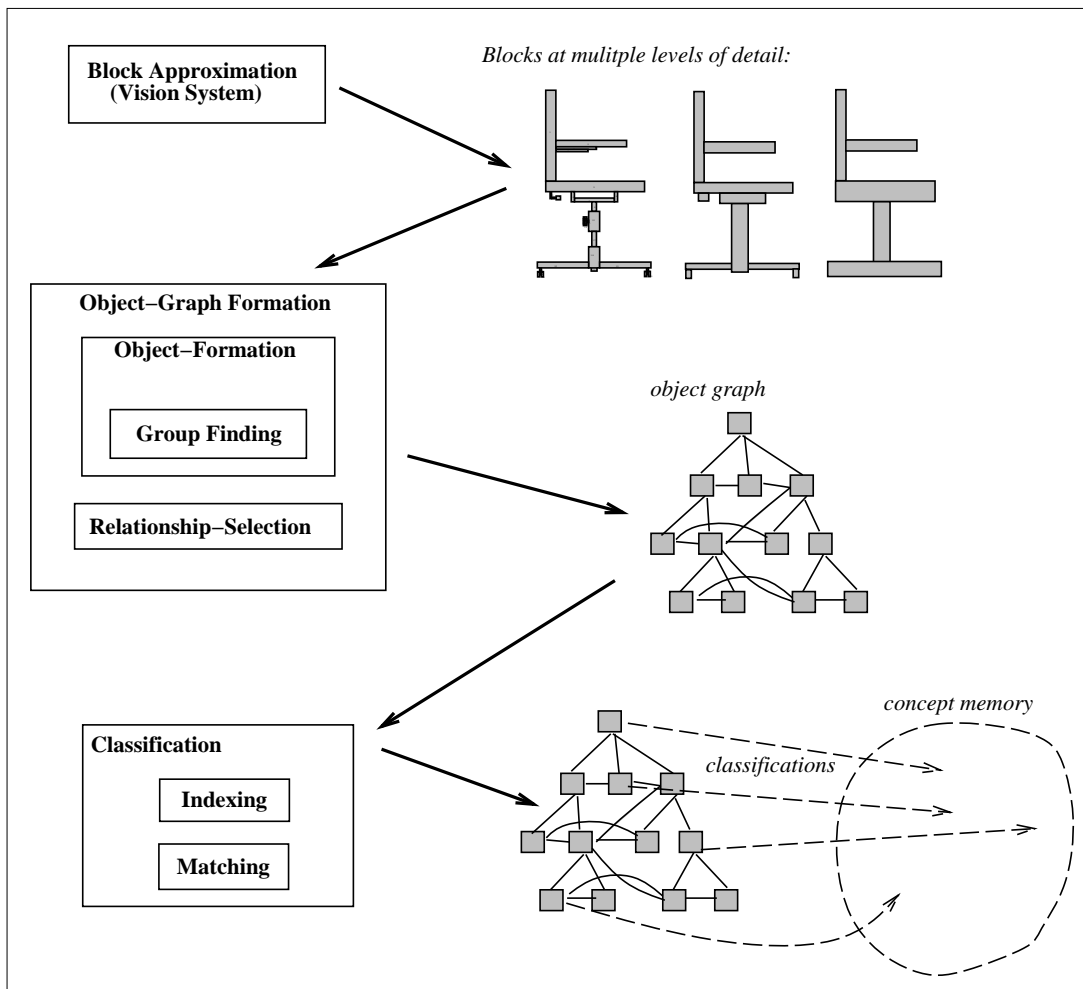 Block Approximation
(Vision System)
Blocks at mulitple levels of detail:
Object−Graph Formation
Object−Formation
Group Finding
Relationship−Selection
object graph
Classification
Indexing
Matching
classifications
concept memory